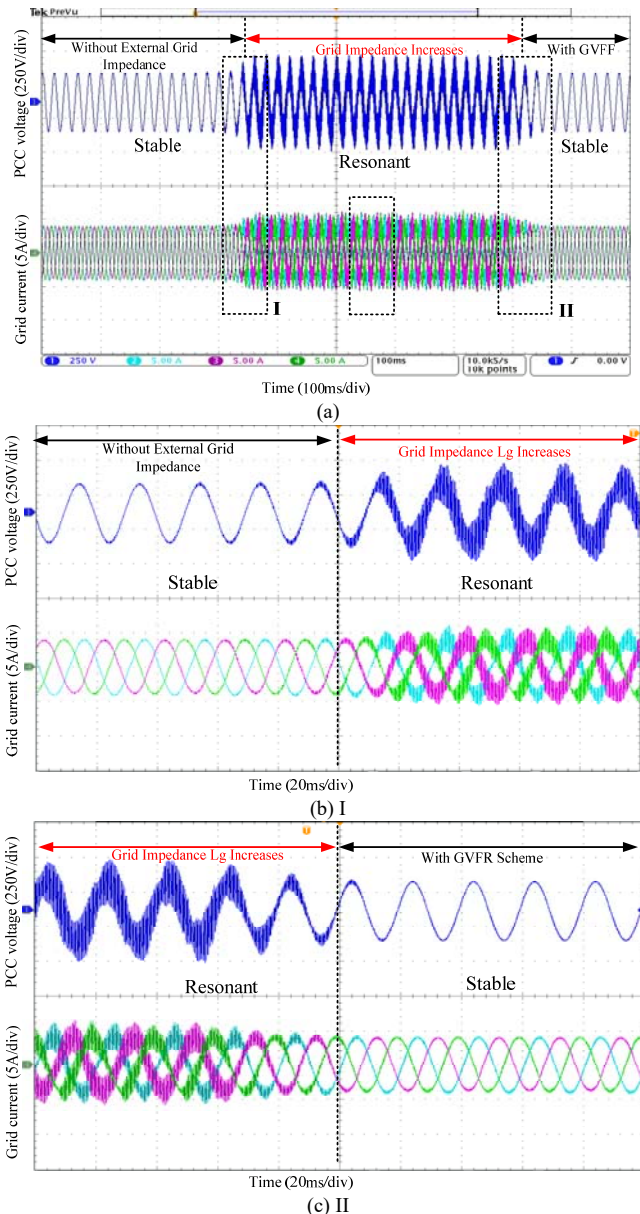 Tek PreVu
Without External Grid
Impedance
Grid Impedance Increases
With GVFF
PCC voltage (250V/div)
Stable
Resonant
Stable
Grid current (5A/div)
I
II
1 250 V 2 5.00 A 3 5.00 A 4 5.00 A 100ms 10.0kS/s 1 0.00 V
10k points
Time (100ms/div)
(a)
Without External Grid
Impedance
Grid Impedance Lg Increases
PCC voltage (250V/div)
Stable
Resonant
Grid current (5A/div)
Time (20ms/div)
(b) I
Grid Impedance Lg Increases
With GVFR Scheme
PCC voltage (250V/div)
Resonant
Stable
Grid current (5A/div)
Time (20ms/div)
(c) II